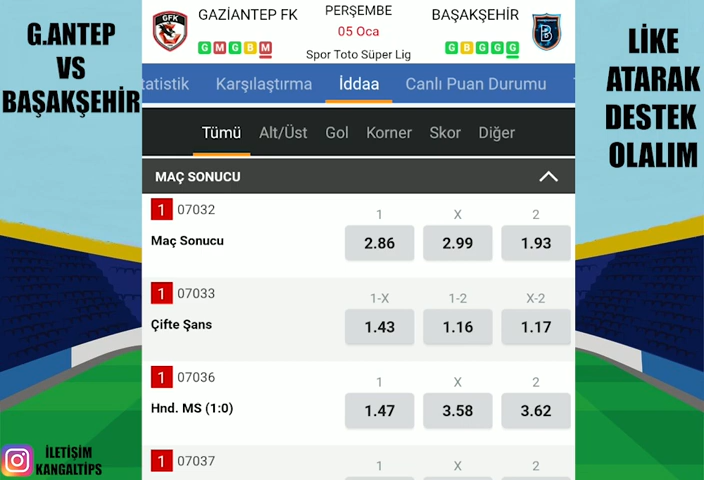 G.ANTEP
VS
BAŞAKŞEHİR
GAZİANTEP FK
GFK
G M G B M
PERŞEMBE
05 Oca
Spor Toto Süper Lig
BAŞAKŞEHİR
G B G G G
LİKE
ATARAK
DESTEK
OLALIM
tatistik Karşılaştırma İddaa Canlı Puan Durumu
Tümü Alt/Üst Gol Korner Skor Diğer
MAÇ SONUCU
1 07032
Maç Sonucu
1 X 2
2.86 2.99 1.93
1 07033
Çifte Şans
1-X 1-2 X-2
1.43 1.16 1.17
1 07036
Hnd. MS (1:0)
1 X 2
1.47 3.58 3.62
1 07037
1 X 2
İLETİŞİM
KANGALTİPS